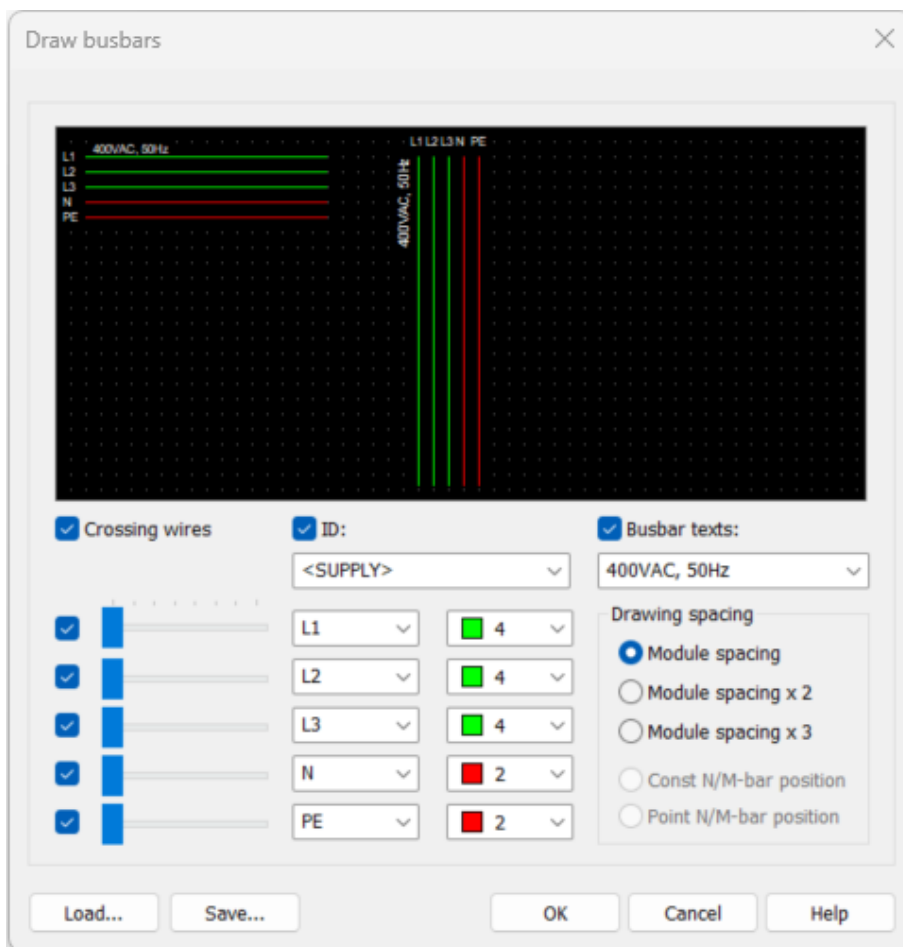 Draw busbars
L1 L2 L3 N PE
400VAC, 50Hz
L1
L2
L3
N
PE
400VAC, 50Hz
Crossing wires
ID:
Busbar texts:
<SUPPLY>
400VAC, 50Hz
Drawing spacing
L1 4
Module spacing
L2 4
Module spacing x 2
L3 4
Module spacing x 3
N 2
Const N/M-bar position
PE 2
Point N/M-bar position
Load... Save... OK Cancel Help